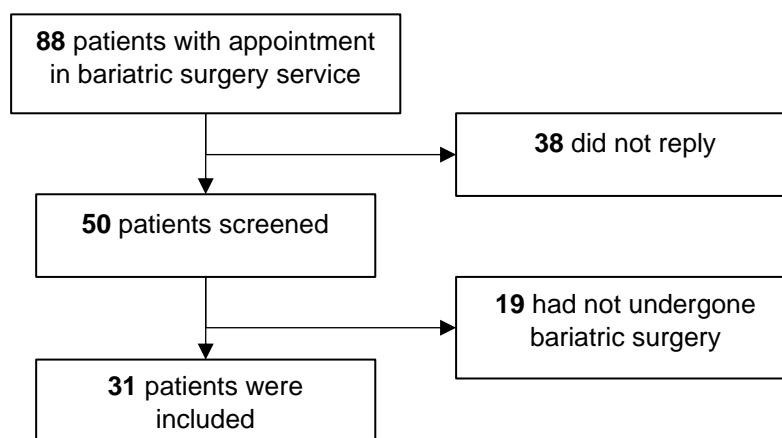 88 patients with appointment
in bariatric surgery service
38 did not reply
50 patients screened
19 had not undergone
bariatric surgery
31 patients were
included